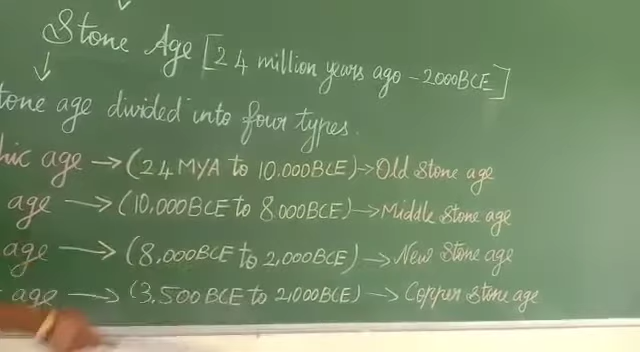 Stone Age [2 4 million years ago - 2000BCE]
tone age divided into four types.
hic age → (2 4 MYA to 10,000BCE) → Old Stone age
age → (10,000BCE to 8,000BCE) → Middle Stone age
age → (8,000BCE to 2,000BCE) → New Stone age
age → (3,500BCE to 2,000BCE) → Copper Stone age